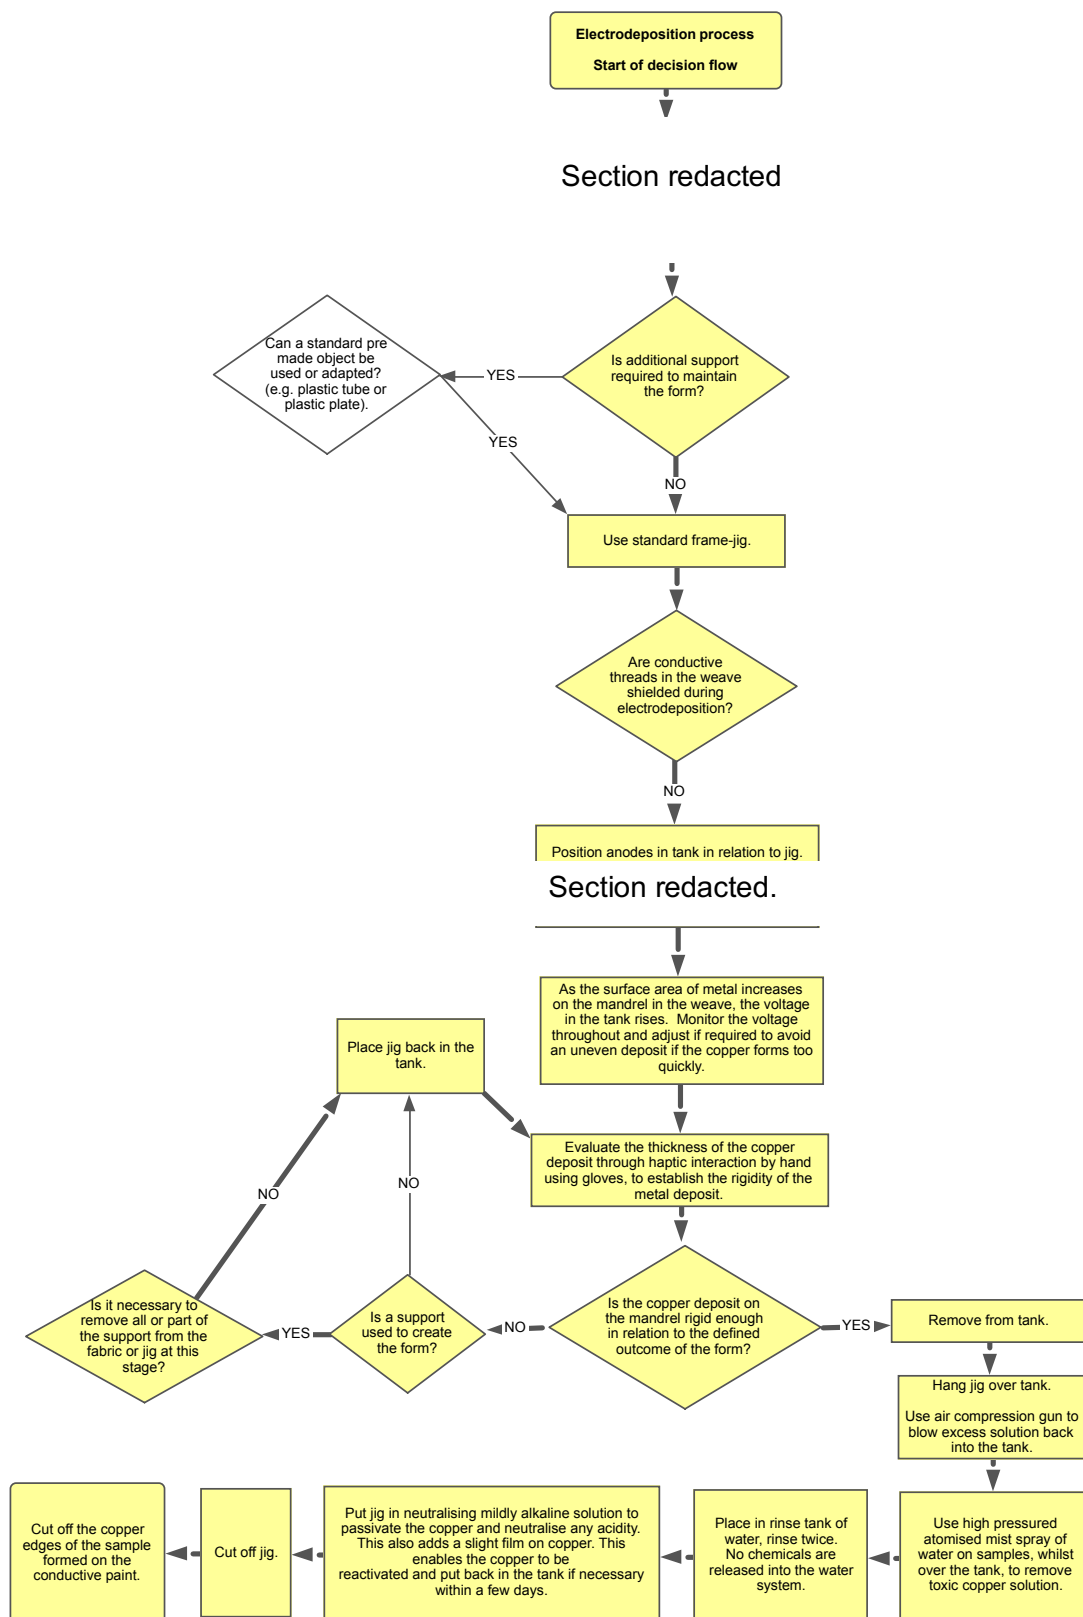 Electrodeposition process
Start of decision flow
Section redacted
Can a standard pre
made object be
used or adapted?
(e.g. plastic tube or
plastic plate).
YES
Is additional support
required to maintain
the form?
YES
NO
Use standard frame-jig.
Are conductive
threads in the weave
shielded during
electrodeposition?
NO
Position anodes in tank in relation to jig.
Section redacted.
As the surface area of metal increases
on the mandrel in the weave, the voltage
in the tank rises.  Monitor the voltage
throughout and adjust if required to avoid
an uneven deposit if the copper forms too
quickly.
Place jig back in the
tank.
Evaluate the thickness of the copper
deposit through haptic interaction by hand
using gloves, to establish the rigidity of the
metal deposit.
NO
NO
Is it necessary to
remove all or part of
the support from the
fabric or jig at this
stage?
YES
Is a support
used to create
the form?
NO
Is the copper deposit on
the mandrel rigid enough
in relation to the defined
outcome of the form?
YES
Remove from tank.
Hang jig over tank.
Use air compression gun to
blow excess solution back
into the tank.
Cut off the copper
edges of the sample
formed on the
conductive paint.
Cut off jig.
Put jig in neutralising mildly alkaline solution to
passivate the copper and neutralise any acidity.
This also adds a slight film on copper. This
enables the copper to be
reactivated and put back in the tank if necessary
within a few days.
Place in rinse tank of
water, rinse twice.
No chemicals are
released into the water
system.
Use high pressured
atomised mist spray of
water on samples, whilst
over the tank, to remove
toxic copper solution.